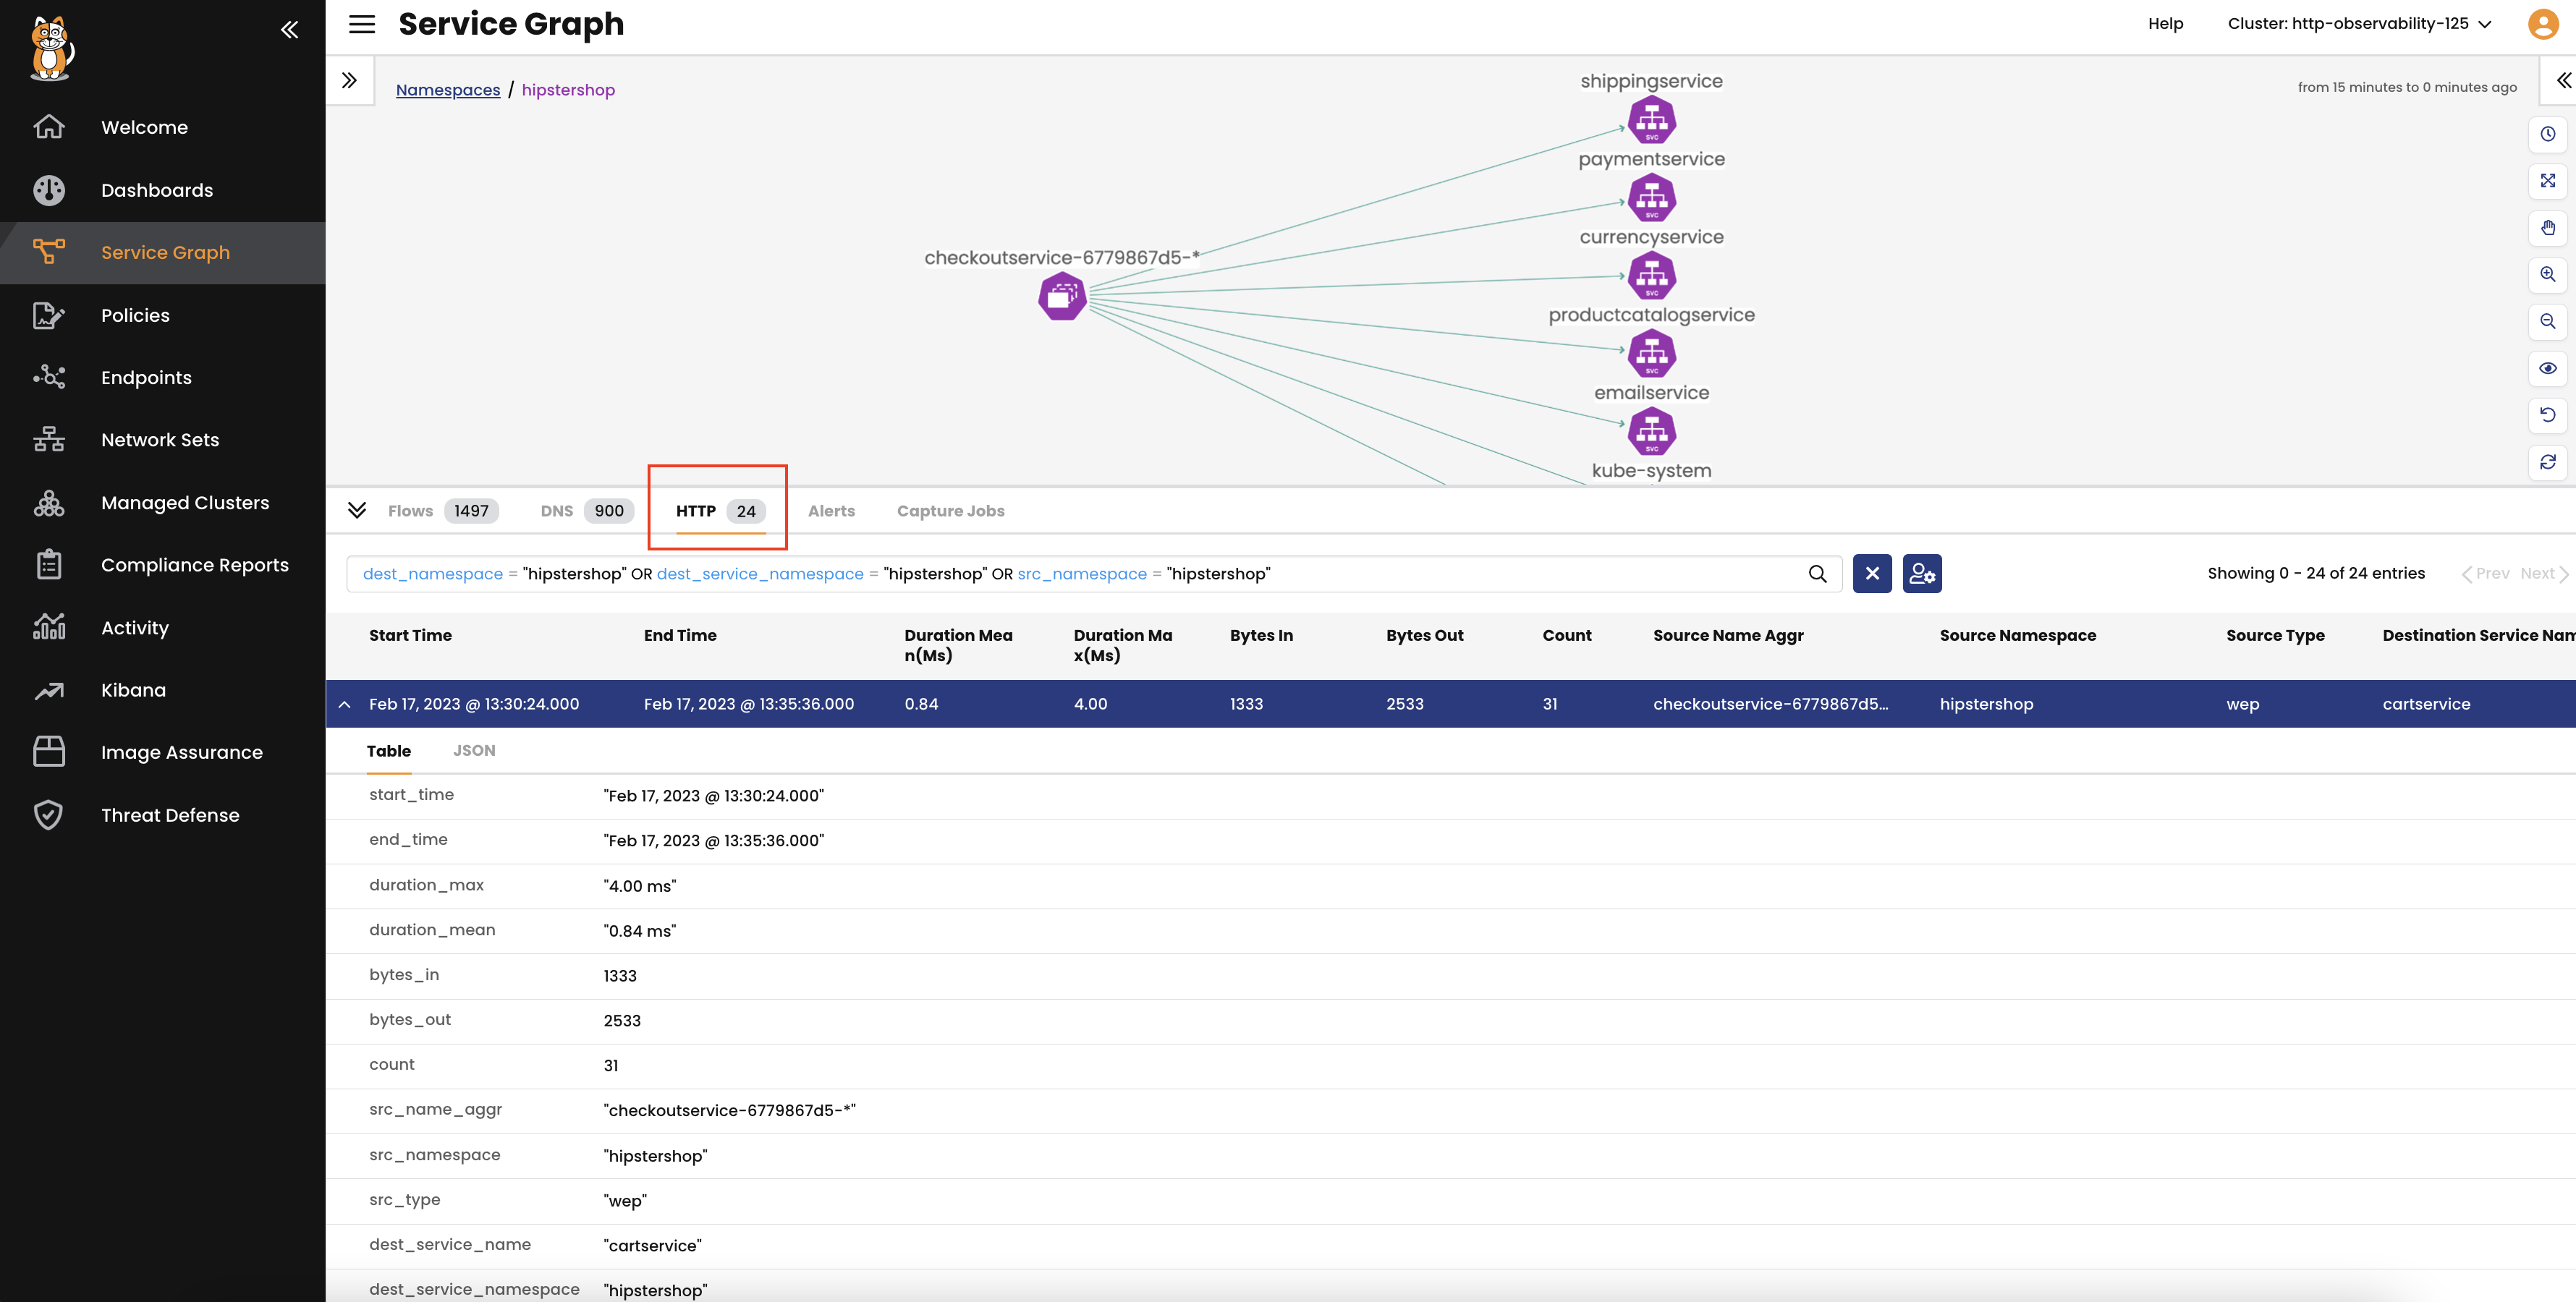 Service Graph
Help
Cluster: http-observability-125
Welcome
Dashboards
Service Graph
Policies
Endpoints
Network Sets
Managed Clusters
Compliance Reports
Activity
Kibana
Image Assurance
Threat Defense
Namespaces / hipstershop
from 15 minutes to 0 minutes ago
shippingservice
svc
paymentservice
svc
currencyservice
svc
checkoutservice-6779867d5-*
productcatalogservice
svc
emailservice
svc
kube-system
Flows 1497
DNS 900
HTTP 24
Alerts
Capture Jobs
dest_namespace = "hipstershop" OR dest_service_namespace = "hipstershop" OR src_namespace = "hipstershop"
Showing 0 - 24 of 24 entries
Prev Next
Start Time End Time Duration Mea Duration Ma Bytes In Bytes Out Count Source Name Aggr Source Namespace Source Type Destination Service Nam
n(Ms) x(Ms)
Feb 17, 2023 @ 13:30:24.000 Feb 17, 2023 @ 13:35:36.000 0.84 4.00 1333 2533 31 checkoutservice-6779867d5... hipstershop wep cartservice
Table JSON
start_time "Feb 17, 2023 @ 13:30:24.000"
end_time "Feb 17, 2023 @ 13:35:36.000"
duration_max "4.00 ms"
duration_mean "0.84 ms"
bytes_in 1333
bytes_out 2533
count 31
src_name_aggr "checkoutservice-6779867d5-*"
src_namespace "hipstershop"
src_type "wep"
dest_service_name "cartservice"
dest_service_namespace "hipstershop"